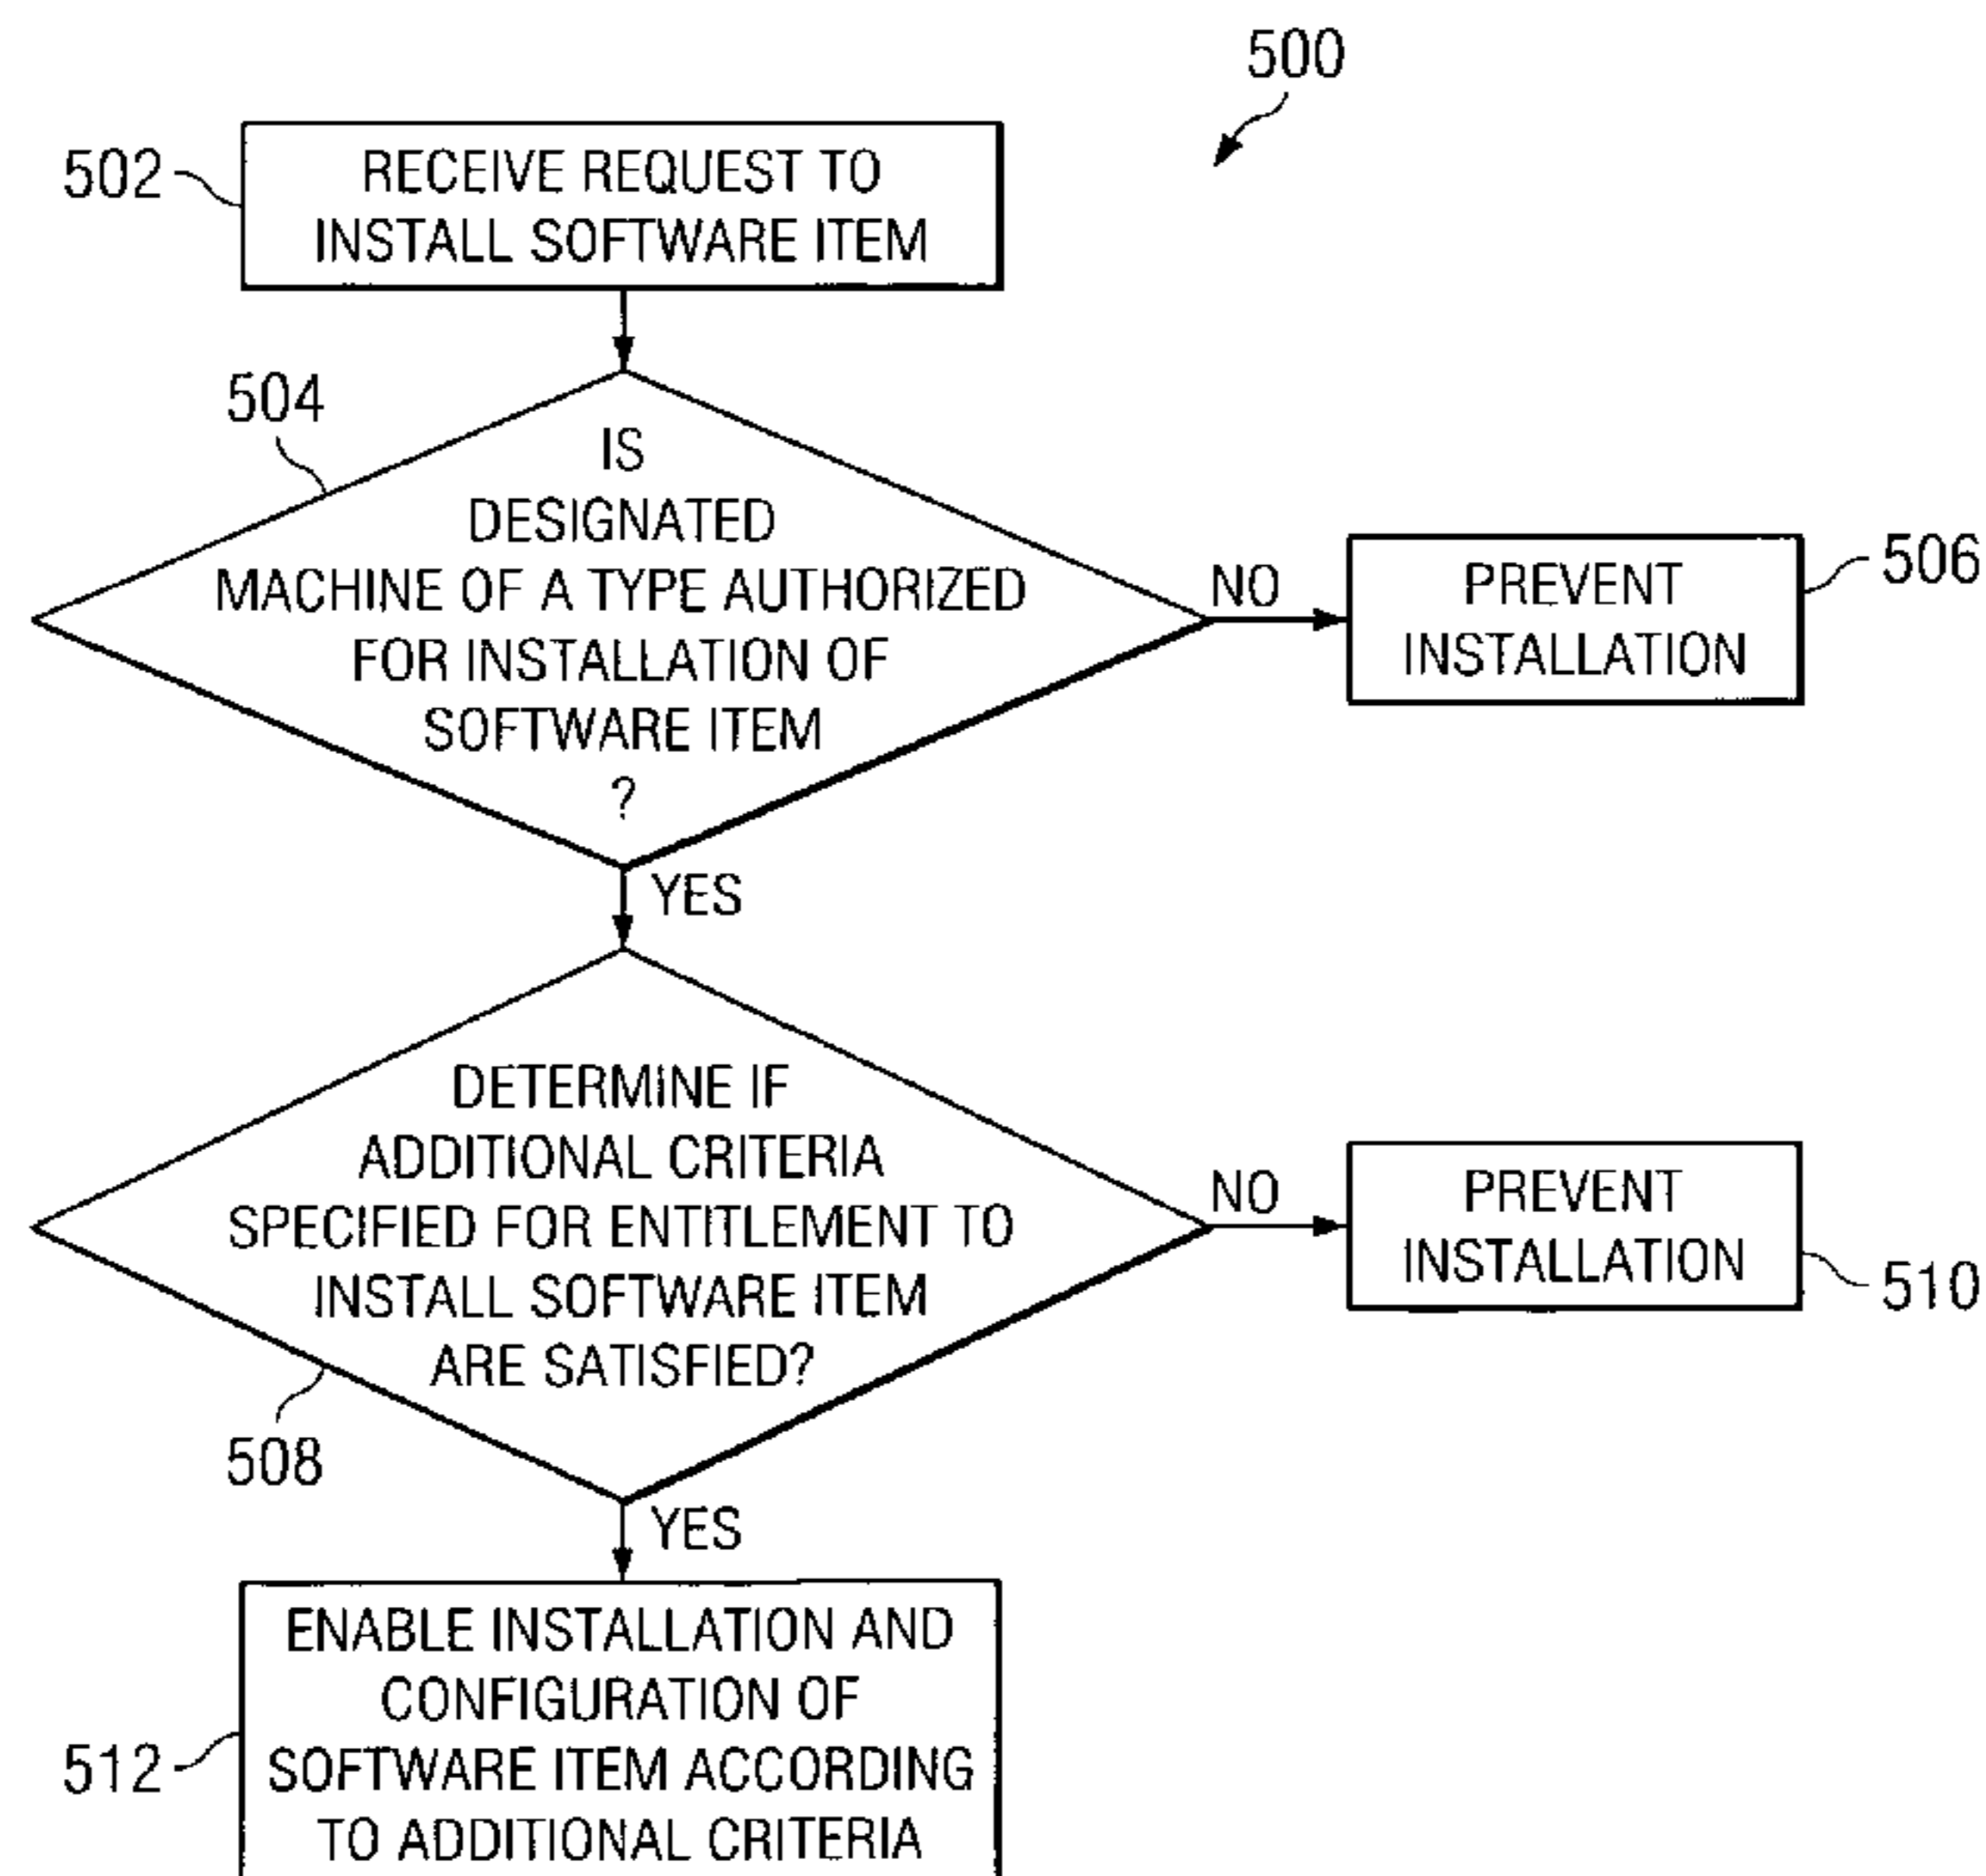 500
502
RECEIVE REQUEST TO
INSTALL SOFTWARE ITEM
504
IS
DESIGNATED
MACHINE OF A TYPE AUTHORIZED
FOR INSTALLATION OF
SOFTWARE ITEM
?
NO
PREVENT
INSTALLATION
506
YES
DETERMINE IF
ADDITIONAL CRITERIA
SPECIFIED FOR ENTITLEMENT TO
INSTALL SOFTWARE ITEM
ARE SATISFIED?
508
NO
PREVENT
INSTALLATION
510
YES
512
ENABLE INSTALLATION AND
CONFIGURATION OF
SOFTWARE ITEM ACCORDING
TO ADDITIONAL CRITERIA